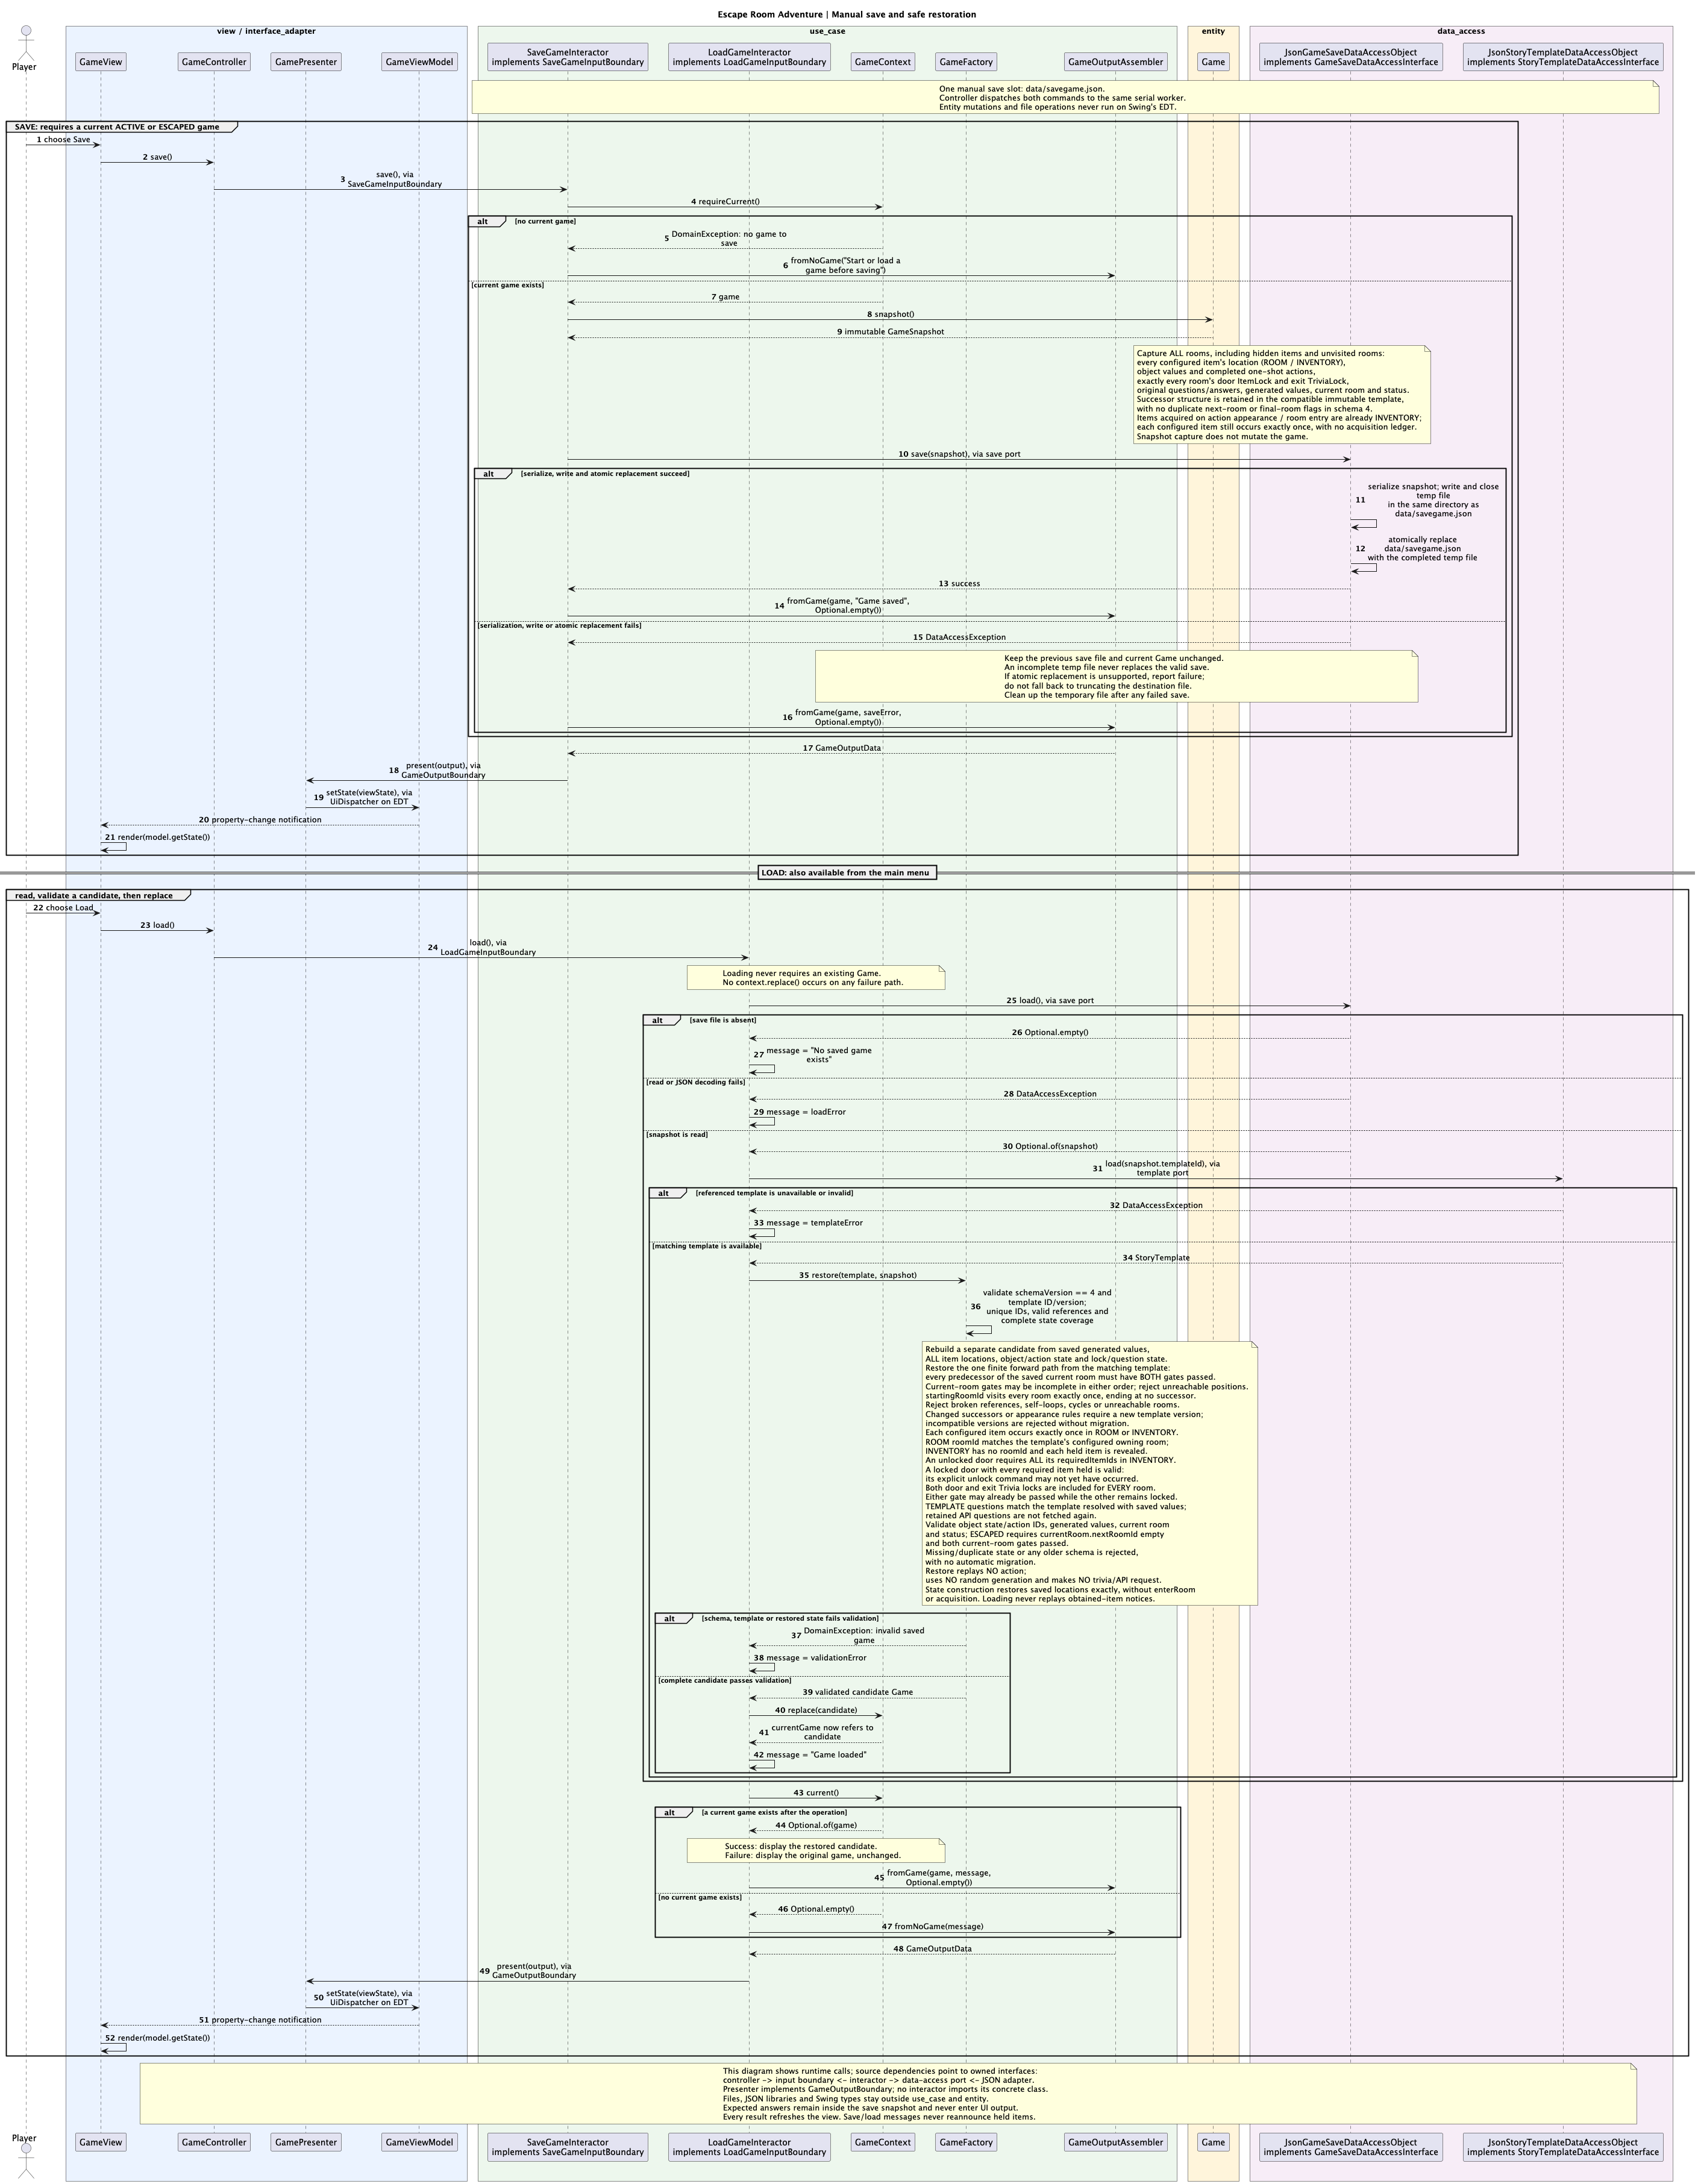 Escape Room Adventure | Manual save and safe restoration
view / interface_adapter
use_case
entity
data_access
Player
GameView
GameController
GamePresenter
GameViewModel
SaveGameInteractor
implements SaveGameInputBoundary
LoadGameInteractor
implements LoadGameInputBoundary
GameContext
GameFactory
GameOutputAssembler
Game
JsonGameSaveDataAccessObject
implements GameSaveDataAccessInterface
JsonStoryTemplateDataAccessObject
implements StoryTemplateDataAccessInterface
One manual save slot: data/savegame.json.
Controller dispatches both commands to the same serial worker.
Entity mutations and file operations never run on Swing's EDT.
SAVE: requires a current ACTIVE or ESCAPED game
1 choose Save
2 save()
3 save(), via
SaveGameInputBoundary
4 requireCurrent()
alt [no current game]
5 DomainException: no game to
save
6 fromNoGame("Start or load a
game before saving")
[current game exists]
7 game
8 snapshot()
9 immutable GameSnapshot
Capture ALL rooms, including hidden items and unvisited rooms:
every configured item's location (ROOM / INVENTORY),
object values and completed one-shot actions,
exactly every room's door ItemLock and exit TriviaLock,
original questions/answers, generated values, current room and status.
Successor structure is retained in the compatible immutable template,
with no duplicate next-room or final-room flags in schema 4.
Items acquired on action appearance / room entry are already INVENTORY;
each configured item still occurs exactly once, with no acquisition ledger.
Snapshot capture does not mutate the game.
10 save(snapshot), via save port
alt [serialize, write and atomic replacement succeed]
11 serialize snapshot; write and close
temp file
in the same directory as
data/savegame.json
12 atomically replace
data/savegame.json
with the completed temp file
13 success
14 fromGame(game, "Game saved",
Optional.empty())
[serialization, write or atomic replacement fails]
15 DataAccessException
Keep the previous save file and current Game unchanged.
An incomplete temp file never replaces the valid save.
If atomic replacement is unsupported, report failure;
do not fall back to truncating the destination file.
Clean up the temporary file after any failed save.
16 fromGame(game, saveError,
Optional.empty())
17 GameOutputData
18 present(output), via
GameOutputBoundary
19 setState(viewState), via
UiDispatcher on EDT
20 property-change notification
21 render(model.getState())
LOAD: also available from the main menu
read, validate a candidate, then replace
22 choose Load
23 load()
24 load(), via
LoadGameInputBoundary
Loading never requires an existing Game.
No context.replace() occurs on any failure path.
25 load(), via save port
alt [save file is absent]
26 Optional.empty()
27 message = "No saved game
exists"
[read or JSON decoding fails]
28 DataAccessException
29 message = loadError
[snapshot is read]
30 Optional.of(snapshot)
31 load(snapshot.templateId), via
template port
alt [referenced template is unavailable or invalid]
32 DataAccessException
33 message = templateError
[matching template is available]
34 StoryTemplate
35 restore(template, snapshot)
36 validate schemaVersion == 4 and
template ID/version;
unique IDs, valid references and
complete state coverage
Rebuild a separate candidate from saved generated values,
ALL item locations, object/action state and lock/question state.
Restore the one finite forward path from the matching template:
every predecessor of the saved current room must have BOTH gates passed.
Current-room gates may be incomplete in either order; reject unreachable positions.
startingRoomId visits every room exactly once, ending at no successor.
Reject broken references, self-loops, cycles or unreachable rooms.
Changed successors or appearance rules require a new template version;
incompatible versions are rejected without migration.
Each configured item occurs exactly once in ROOM or INVENTORY.
ROOM roomId matches the template's configured owning room;
INVENTORY has no roomId and each held item is revealed.
An unlocked door requires ALL its requiredItemIds in INVENTORY.
A locked door with every required item held is valid:
its explicit unlock command may not yet have occurred.
Both door and exit Trivia locks are included for EVERY room.
Either gate may already be passed while the other remains locked.
TEMPLATE questions match the template resolved with saved values;
retained API questions are not fetched again.
Validate object state/action IDs, generated values, current room
and status; ESCAPED requires currentRoom.nextRoomId empty
and both current-room gates passed.
Missing/duplicate state or any older schema is rejected,
with no automatic migration.
Restore replays NO action;
uses NO random generation and makes NO trivia/API request.
State construction restores saved locations exactly, without enterRoom
or acquisition. Loading never replays obtained-item notices.
alt [schema, template or restored state fails validation]
37 DomainException: invalid saved
game
38 message = validationError
[complete candidate passes validation]
39 validated candidate Game
40 replace(candidate)
41 currentGame now refers to
candidate
42 message = "Game loaded"
43 current()
alt [a current game exists after the operation]
44 Optional.of(game)
Success: display the restored candidate.
Failure: display the original game, unchanged.
45 fromGame(game, message,
Optional.empty())
[no current game exists]
46 Optional.empty()
47 fromNoGame(message)
48 GameOutputData
49 present(output), via
GameOutputBoundary
50 setState(viewState), via
UiDispatcher on EDT
51 property-change notification
52 render(model.getState())
This diagram shows runtime calls; source dependencies point to owned interfaces:
controller -> input boundary <- interactor -> data-access port <- JSON adapter.
Presenter implements GameOutputBoundary; no interactor imports its concrete class.
Files, JSON libraries and Swing types stay outside use_case and entity.
Expected answers remain inside the save snapshot and never enter UI output.
Every result refreshes the view. Save/load messages never reannounce held items.
Player
GameView
GameController
GamePresenter
GameViewModel
SaveGameInteractor
implements SaveGameInputBoundary
LoadGameInteractor
implements LoadGameInputBoundary
GameContext
GameFactory
GameOutputAssembler
Game
JsonGameSaveDataAccessObject
implements GameSaveDataAccessInterface
JsonStoryTemplateDataAccessObject
implements StoryTemplateDataAccessInterface